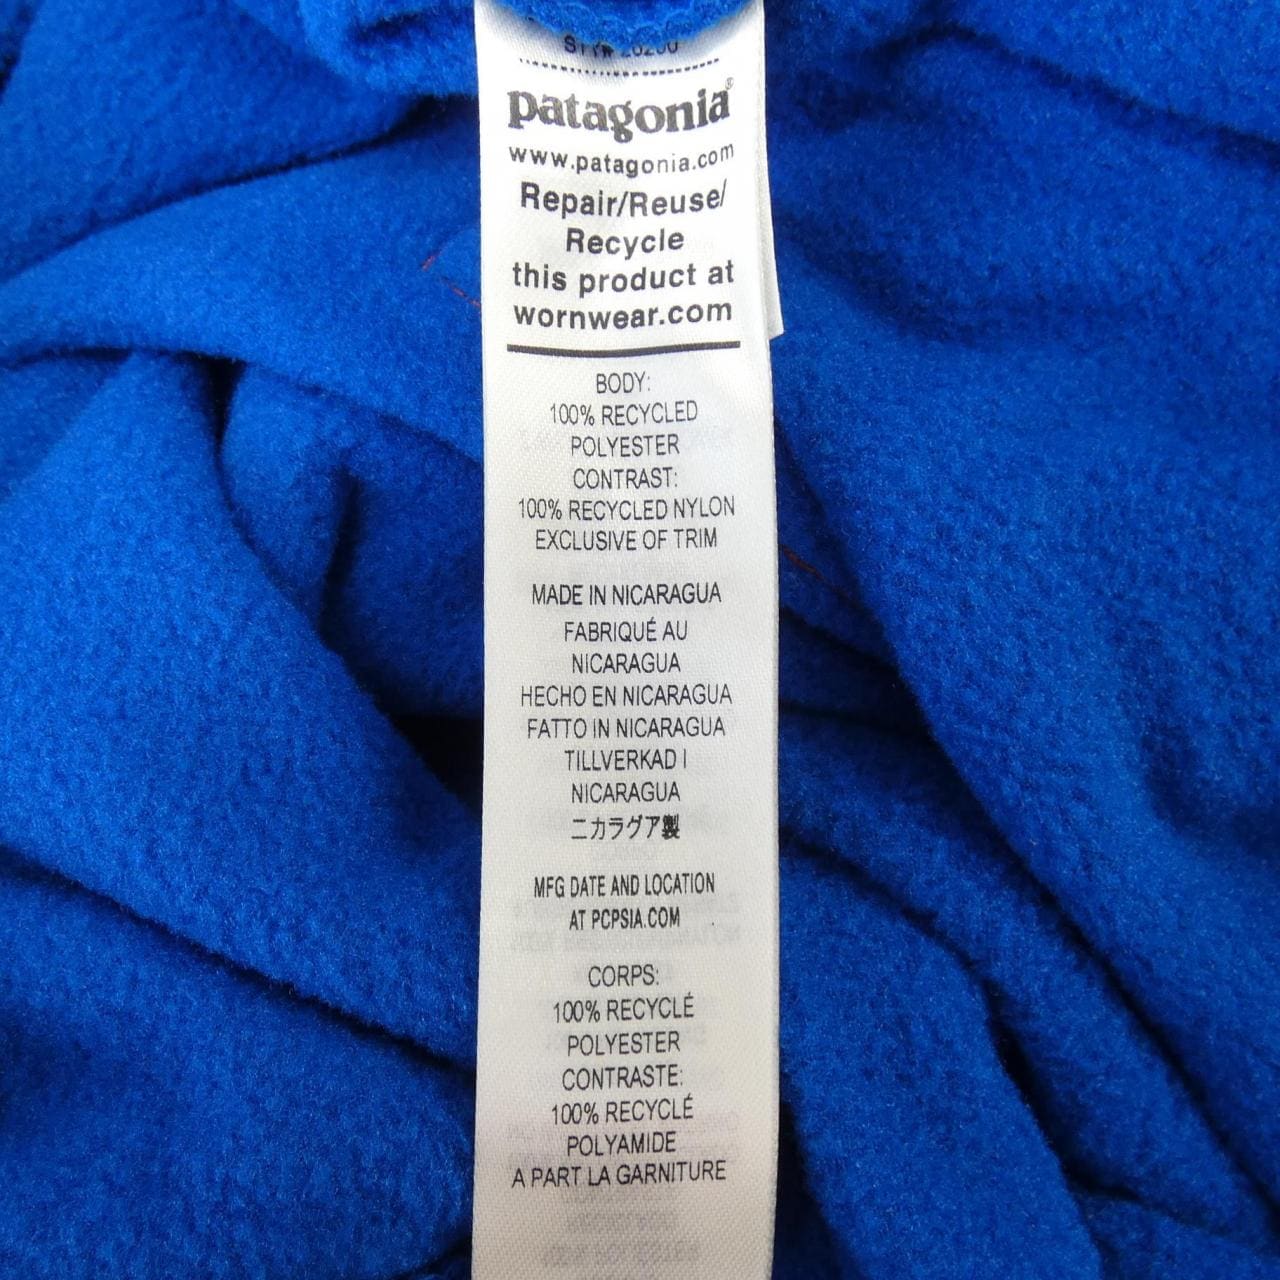 patagonia®
www.patagonia.com
Repair/Reuse/
Recycle
this product at
wornwear.com
BODY:
100% RECYCLED
POLYESTER
CONTRAST:
100% RECYCLED NYLON
EXCLUSIVE OF TRIM
MADE IN NICARAGUA
FABRIQUÉ AU
NICARAGUA
HECHO EN NICARAGUA
FATTO IN NICARAGUA
TILLVERKAD I
NICARAGUA
ニカラグア製
MFG DATE AND LOCATION
AT PCPSIA.COM
CORPS:
100% RECYCLÉ
POLYESTER
CONTRASTE:
100% RECYCLÉ
POLYAMIDE
A PART LA GARNITURE